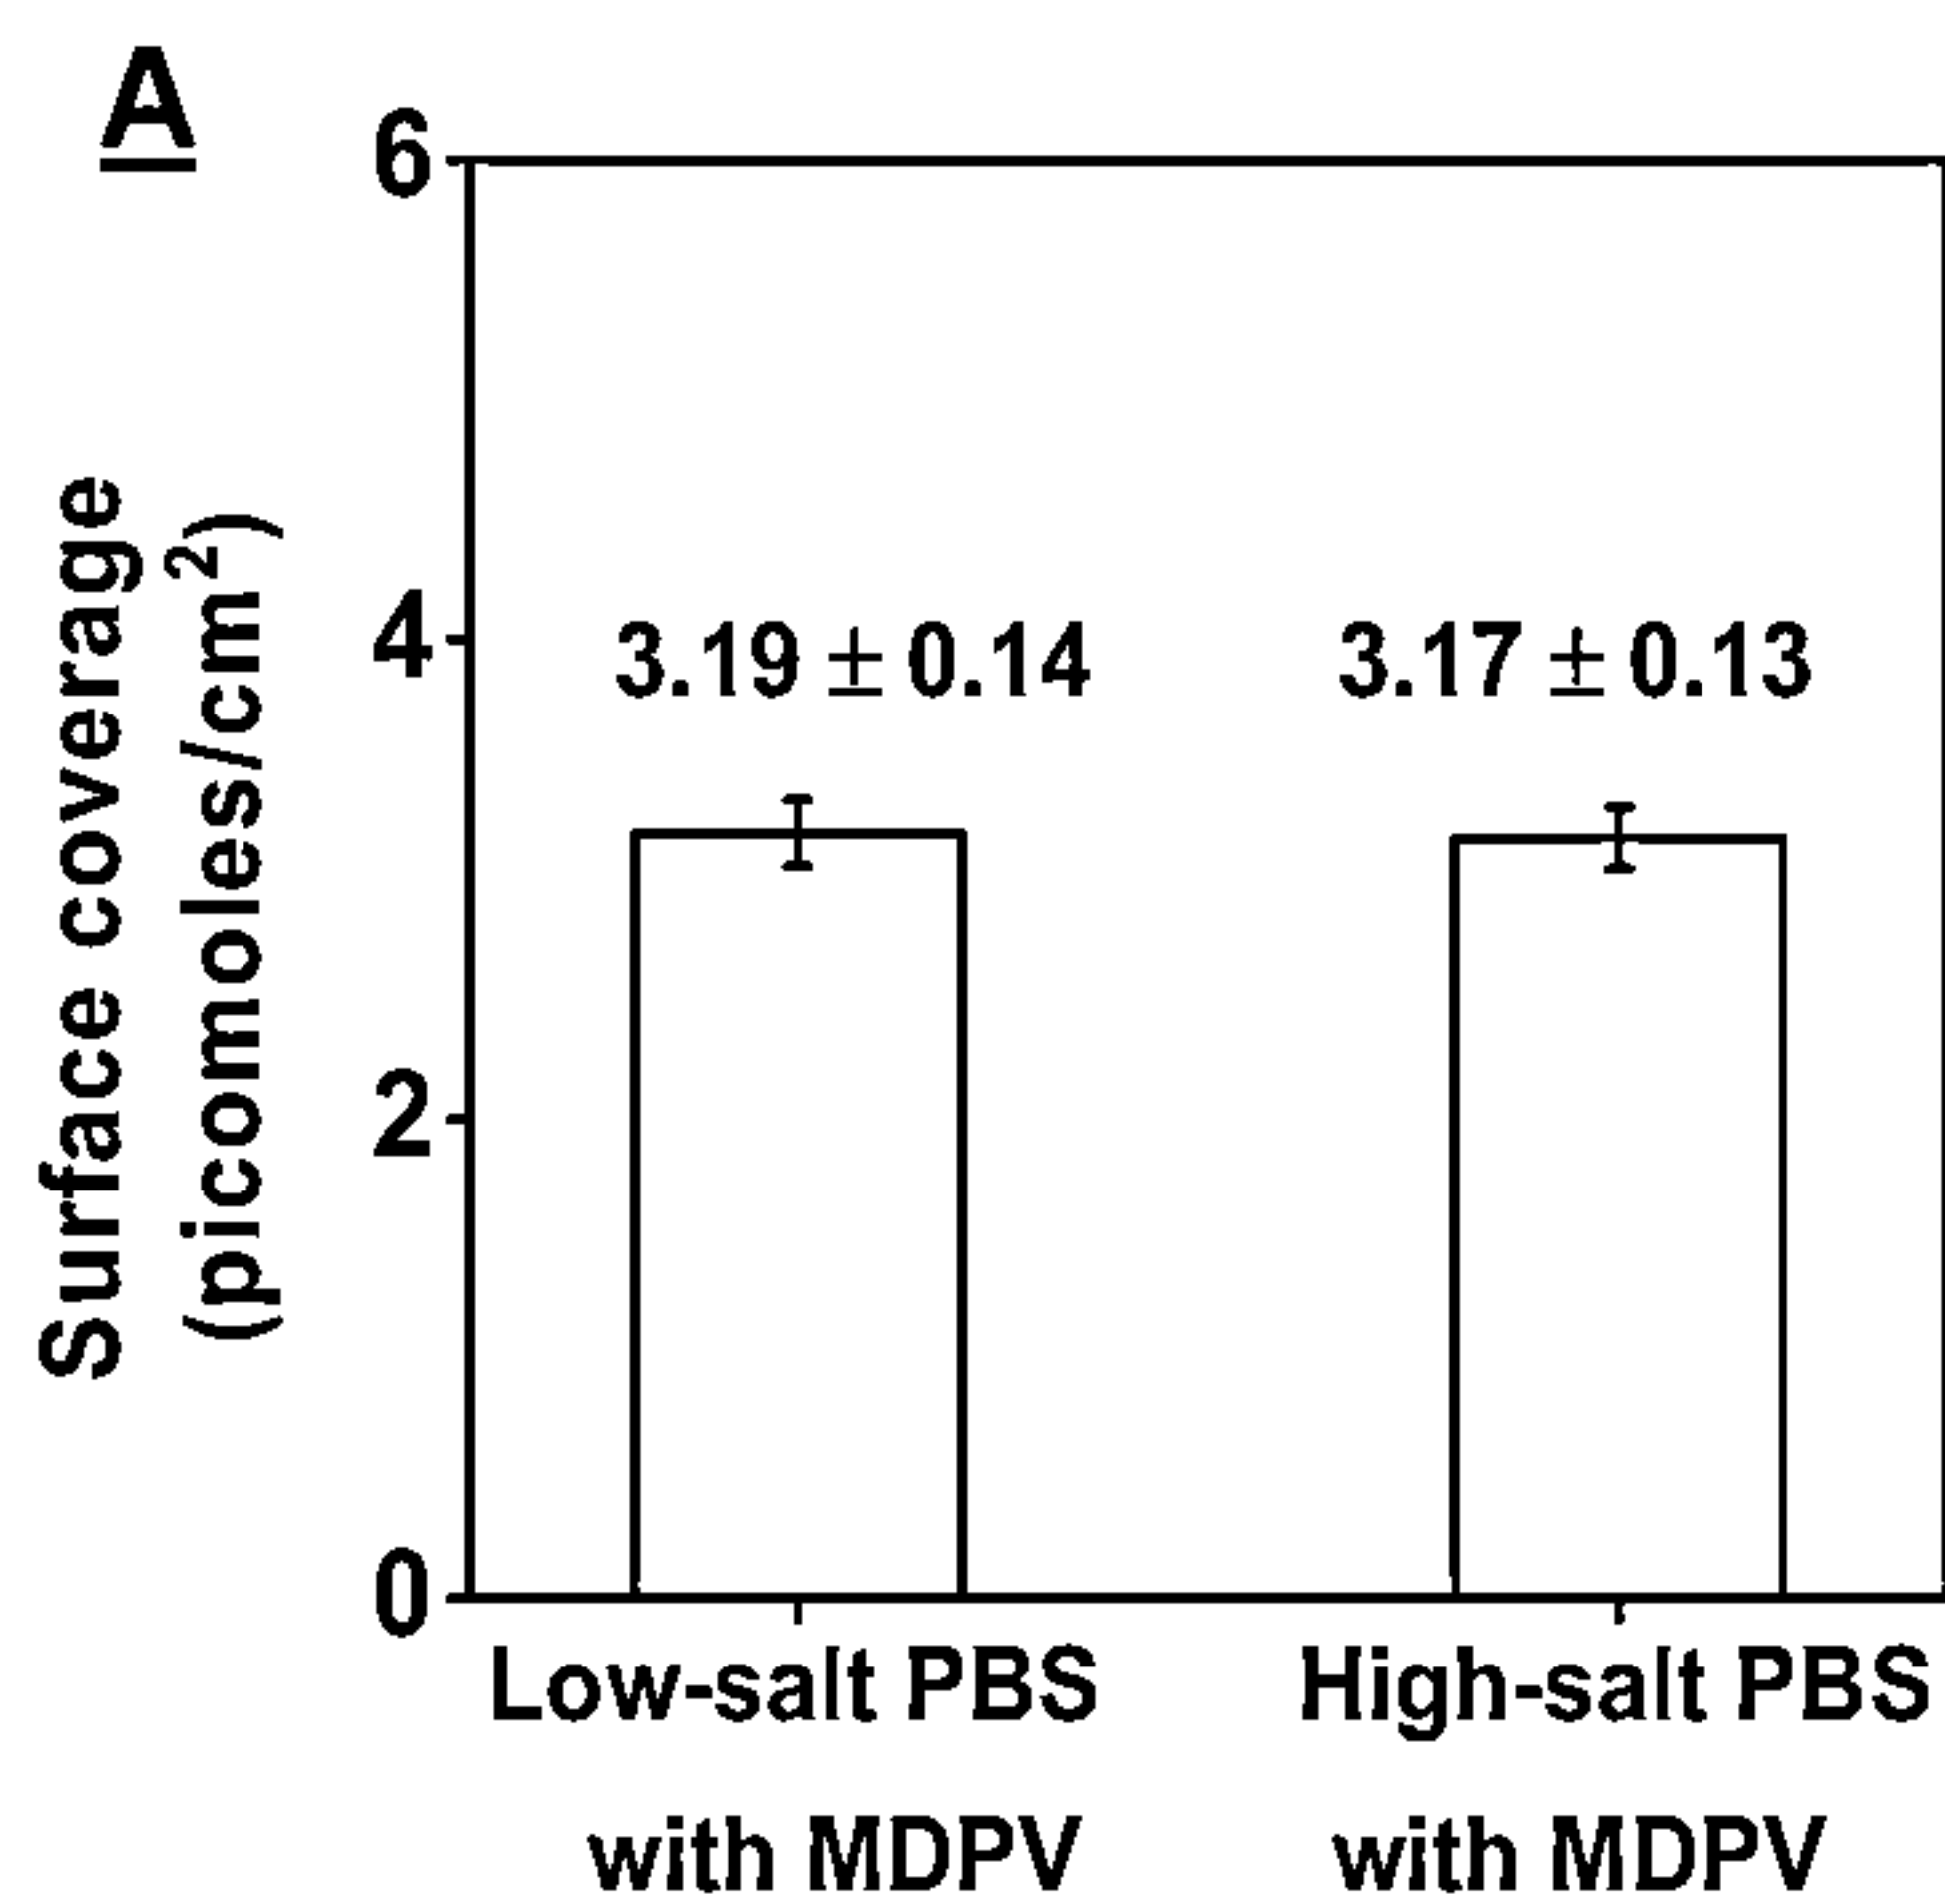 A
6
4
2
0
Surface coverage
(picomoles/cm²)
3.19 ± 0.14
3.17 ± 0.13
Low-salt PBS
with MDPV
High-salt PBS
with MDPV